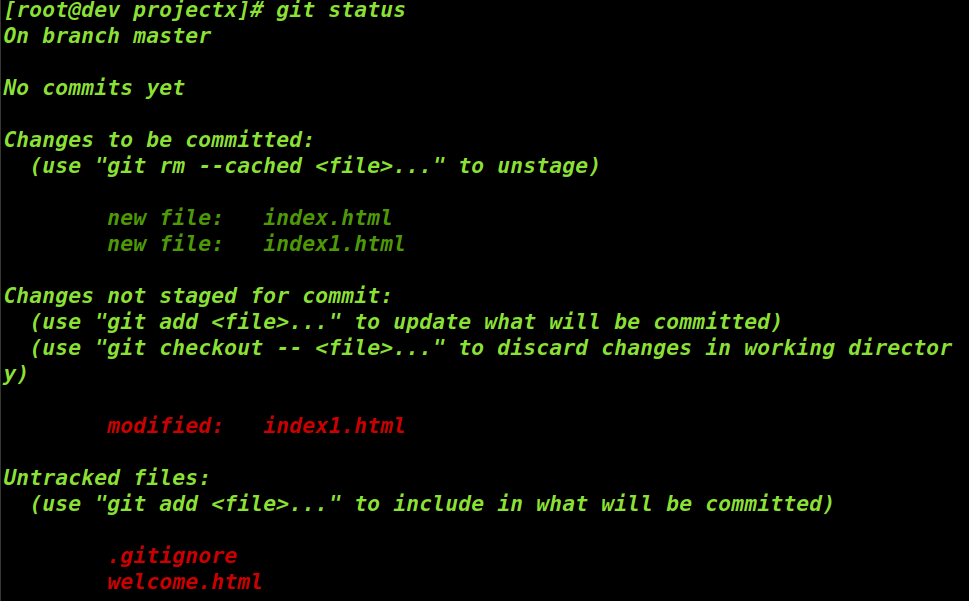 [root@dev projectx]# git status
On branch master
No commits yet
Changes to be committed:
(use "git rm --cached <file>..." to unstage)
new file: index.html
new file: index1.html
Changes not staged for commit:
(use "git add <file>..." to update what will be committed)
(use "git checkout -- <file>..." to discard changes in working director
y)
modified: index1.html
Untracked files:
(use "git add <file>..." to include in what will be committed)
.gitignore
welcome.html